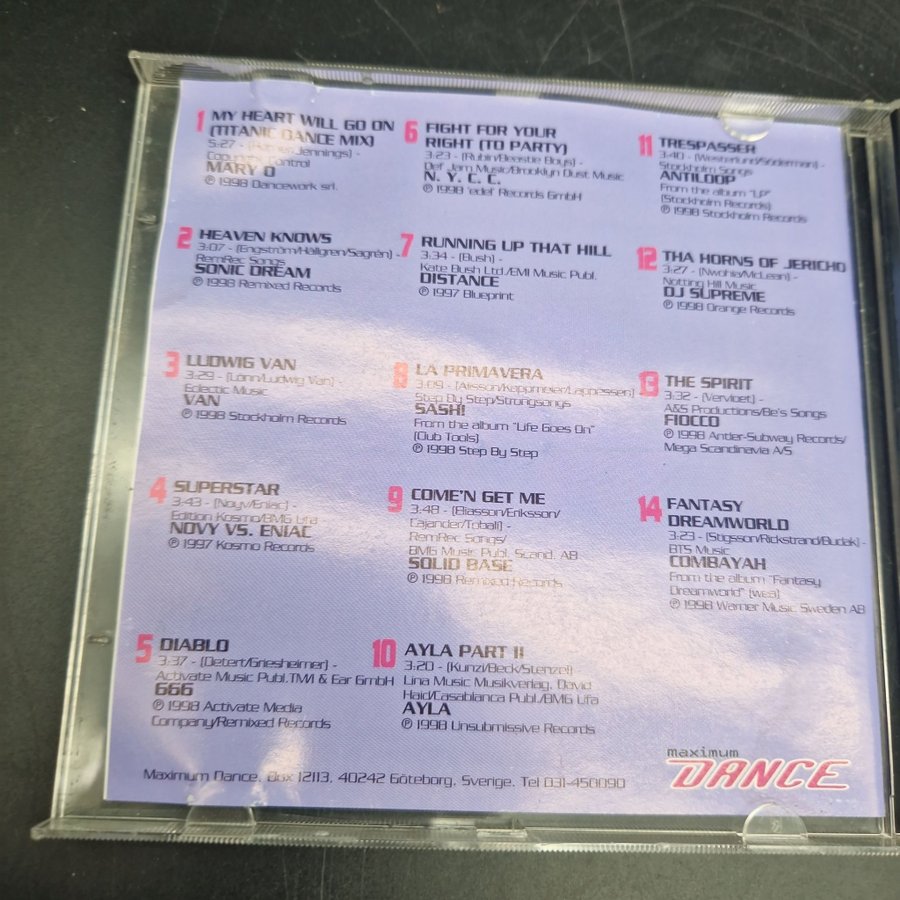 1 MY HEART WILL GO ON
(TITANIC DANCE MIX)
5:27 - (Horner/Jennings) -
Copyright Control
MARY O
℗ 1998 Dancework srl.
2 HEAVEN KNOWS
3:07 - (Engström/Hällgren/Sagrén) -
RemRec Songs
SONIC DREAM
℗ 1998 Remixed Records
3 LUDWIG VAN
3:29 - (Lönn/Ludwig Van) -
Eclectic Music
VAN
℗ 1998 Stockholm Records
4 SUPERSTAR
3:43 - (Noyv/Eniac) -
Edition Kosmo/BMG Ufa
NOVY VS. ENIAC
℗ 1997 Kosmo Records
5 DIABLO
3:37 - (Detert/Griesheimer) -
Activate Music Publ.TMI & Ear GmbH
666
℗ 1998 Activate Media
Company/Remixed Records
6 FIGHT FOR YOUR
RIGHT (TO PARTY)
3:23 - (Rubin/Beastie Boys) -
Def Jam Music/Brooklyn Dust Music
N. Y. C. C.
℗ 1998 'edel' Records GmbH
7 RUNNING UP THAT HILL
3:34 - (Bush) -
Kate Bush Ltd./EMI Music Publ.
DISTANCE
℗ 1997 Blueprint
8 LA PRIMAVERA
3:09 - (Alisson/Kappmeier/Lappessen) -
Step By Step/Strongsongs
SASH!
From the album "Life Goes On"
(Dub Tools)
℗ 1998 Step By Step
9 COME'N GET ME
3:48 - (Eliasson/Eriksson/
Cajander/Tobali) -
RemRec Songs/
BMG Music Publ. Scand. AB
SOLID BASE
℗ 1998 Remixed Records
10 AYLA PART II
3:20 - (Kunzi/Beck/Stenzel)
Lina Music Musikverlag, David
Haid/Casablanca Publ./BMG Ufa
AYLA
℗ 1998 Unsubmissive Records
11 TRESPASSER
3:40 - (Westerlund/Söderman) -
Stockholm Songs
ANTILOOP
From the album "LP"
(Stockholm Records)
℗ 1998 Stockholm Records
12 THA HORNS OF JERICHO
3:27 - (Nwohia/McLean) -
Notting Hill Music
DJ SUPREME
℗ 1998 Orange Records
13 THE SPIRIT
3:32 - (Vervloet) -
A&S Productions/Be's Songs
FIOCCO
℗ 1998 Antler-Subway Records/
Mega Scandinavia A/S
14 FANTASY
DREAMWORLD
3:23 - (Stigsson/Rickstrand/Budak) -
BTS Music
COMBAYAH
From the album "Fantasy
Dreamworld" (wea)
℗ 1998 Warner Music Sweden AB
Maximum Dance, Box 12113, 40242 Göteborg, Sverige. Tel 031-458090
maximum
DANCE